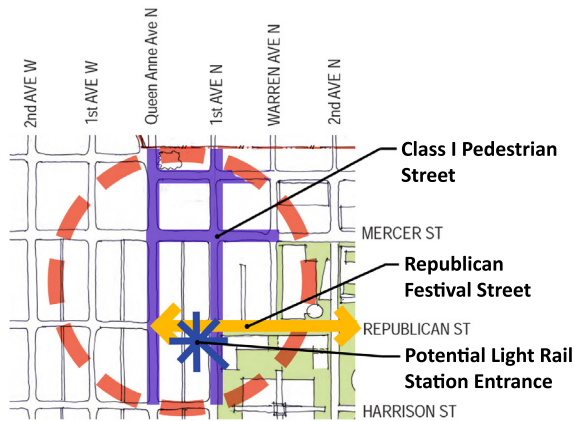 2nd AVE W
1st AVE W
Queen Anne Ave N
1st AVE N
WARREN AVE N
2nd AVE N
Class I Pedestrian
Street
MERCER ST
Republican
Festival Street
REPUBLICAN ST
Potential Light Rail
Station Entrance
HARRISON ST